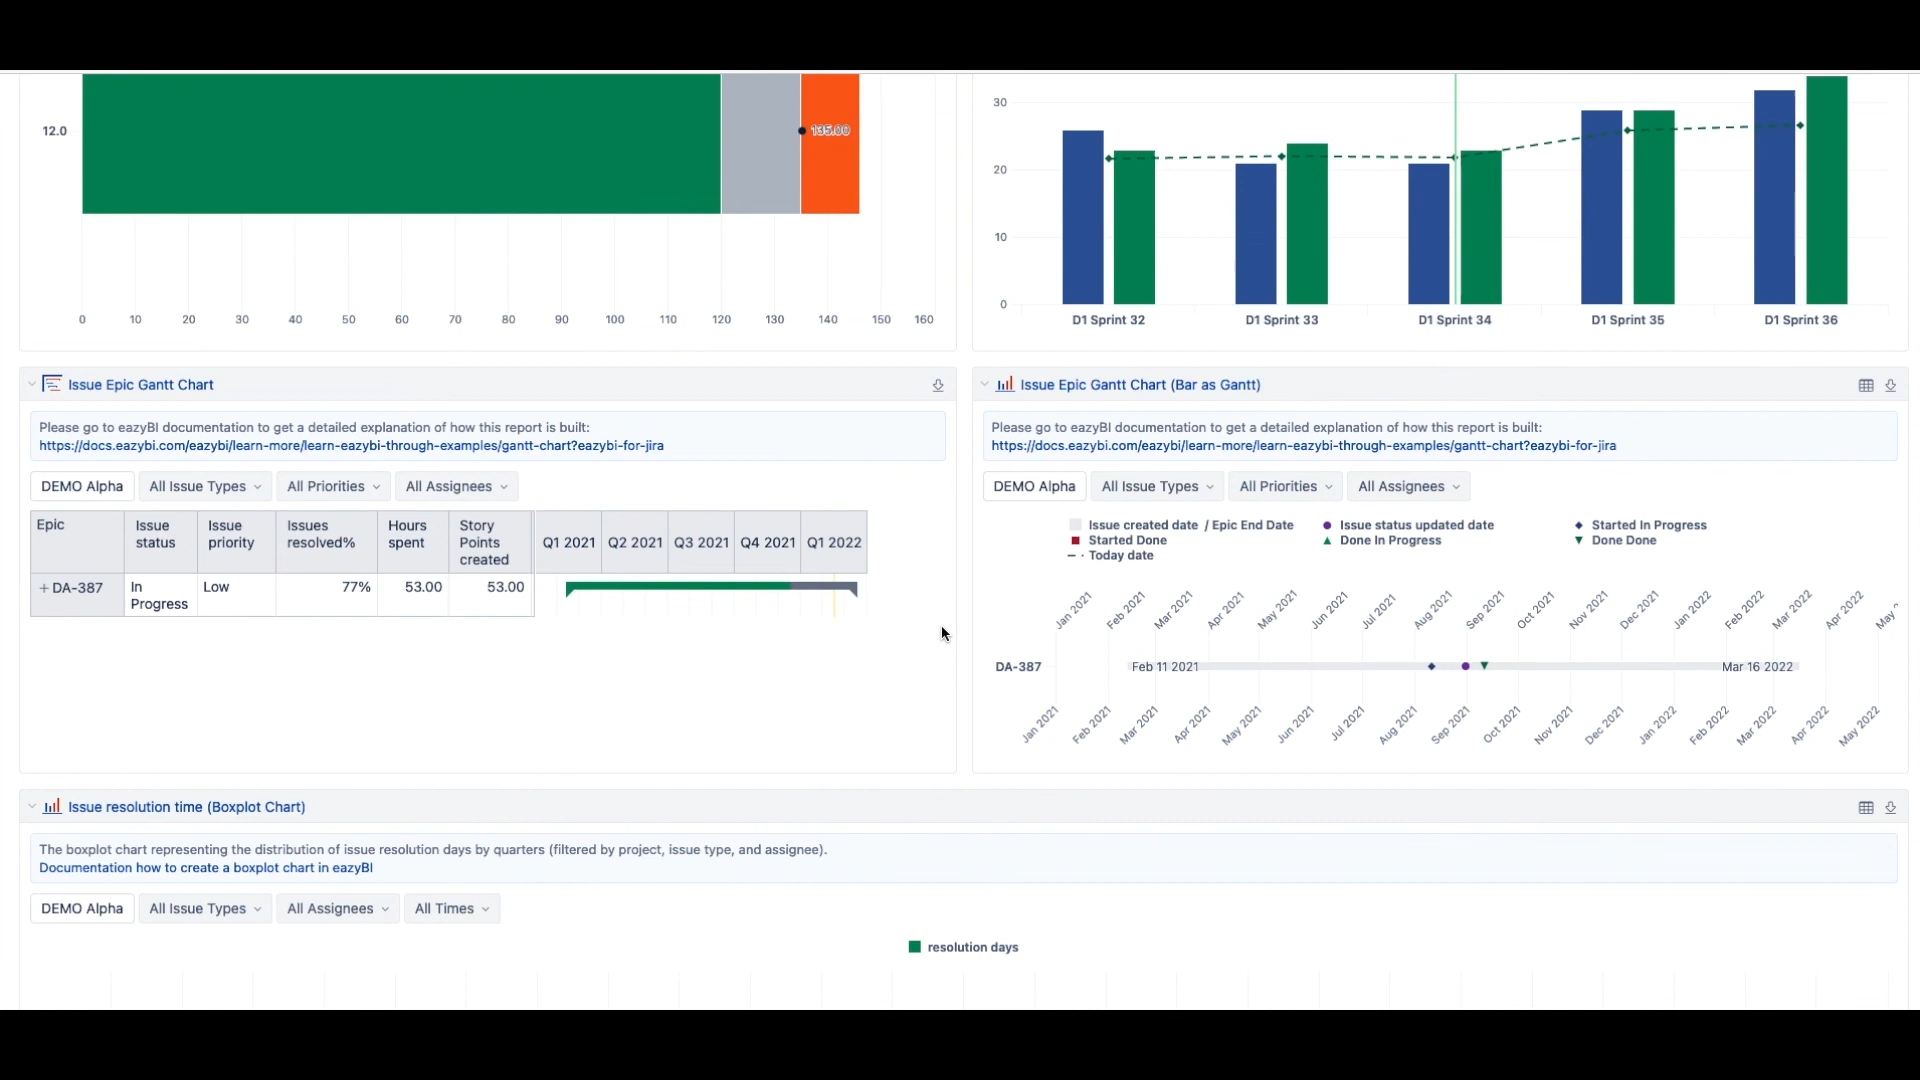 12.0
135.00
0 10 20 30 40 50 60 70 80 90 100 110 120 130 140 150 160
30
20
10
0
D1 Sprint 32 D1 Sprint 33 D1 Sprint 34 D1 Sprint 35 D1 Sprint 36
Issue Epic Gantt Chart
Please go to eazyBI documentation to get a detailed explanation of how this report is built:
https://docs.eazybi.com/eazybi/learn-more/learn-eazybi-through-examples/gantt-chart?eazybi-for-jira
DEMO Alpha All Issue Types All Priorities All Assignees
Epic Issue status Issue priority Issues resolved% Hours spent Story Points created Q1 2021 Q2 2021 Q3 2021 Q4 2021 Q1 2022
+ DA-387 In Progress Low 77% 53.00 53.00
Issue Epic Gantt Chart (Bar as Gantt)
Please go to eazyBI documentation to get a detailed explanation of how this report is built:
https://docs.eazybi.com/eazybi/learn-more/learn-eazybi-through-examples/gantt-chart?eazybi-for-jira
DEMO Alpha All Issue Types All Priorities All Assignees
Issue created date / Epic End Date Issue status updated date Started In Progress
Started Done Done In Progress Done Done
Today date
Jan 2021 Feb 2021 Mar 2021 Apr 2021 May 2021 Jun 2021 Jul 2021 Aug 2021 Sep 2021 Oct 2021 Nov 2021 Dec 2021 Jan 2022 Feb 2022 Mar 2022 Apr 2022 May
DA-387 Feb 11 2021 Mar 16 2022
Jan 2021 Feb 2021 Mar 2021 Apr 2021 May 2021 Jun 2021 Jul 2021 Aug 2021 Sep 2021 Oct 2021 Nov 2021 Dec 2021 Jan 2022 Feb 2022 Mar 2022 Apr 2022 May 2022
Issue resolution time (Boxplot Chart)
The boxplot chart representing the distribution of issue resolution days by quarters (filtered by project, issue type, and assignee).
Documentation how to create a boxplot chart in eazyBI
DEMO Alpha All Issue Types All Assignees All Times
resolution days